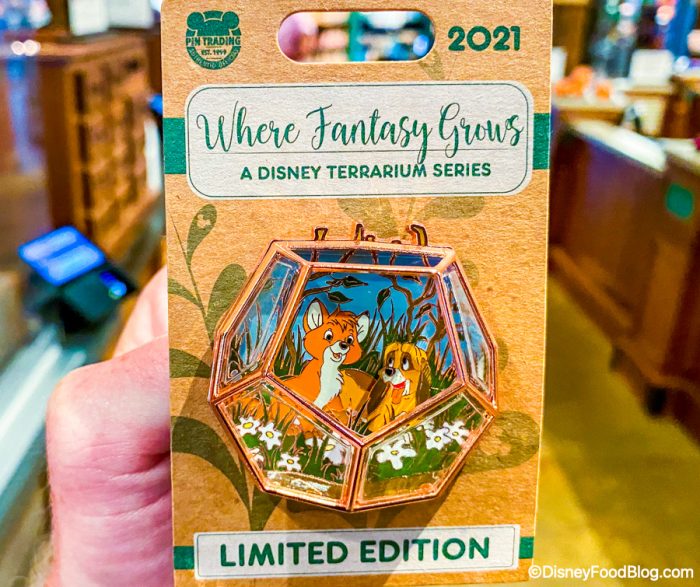 PIN TRADING
EST. 1999
2021
Where Fantasy Grows
A DISNEY TERRARIUM SERIES
LIMITED EDITION
©DisneyFoodBlog.com